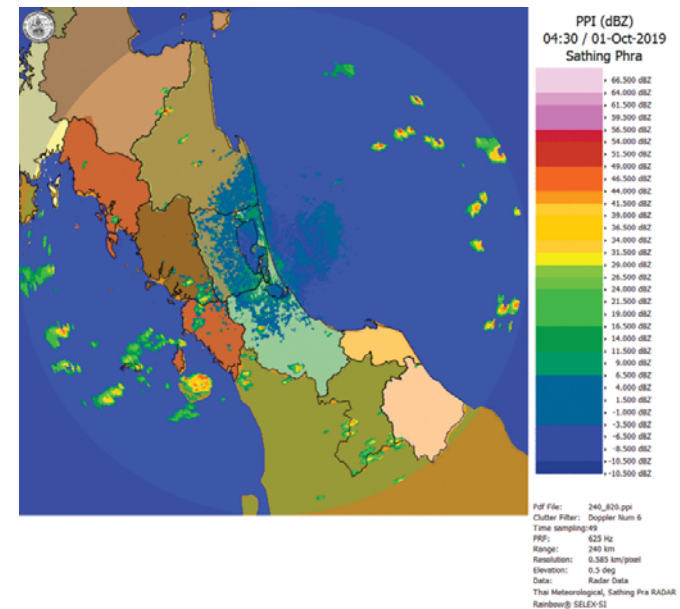 PPI (dBZ)
04:30 / 01-Oct-2019
Sathing Phra
66.500 dBZ
64.000 dBZ
61.500 dBZ
59.500 dBZ
56.500 dBZ
54.000 dBZ
51.500 dBZ
49.000 dBZ
46.500 dBZ
44.000 dBZ
41.500 dBZ
39.000 dBZ
36.500 dBZ
34.000 dBZ
31.500 dBZ
29.000 dBZ
26.500 dBZ
24.000 dBZ
21.500 dBZ
19.000 dBZ
16.500 dBZ
14.000 dBZ
11.500 dBZ
9.000 dBZ
6.500 dBZ
4.000 dBZ
1.500 dBZ
-1.000 dBZ
-3.500 dBZ
-6.500 dBZ
-8.500 dBZ
-10.500 dBZ
-10.500 dBZ
Pdf File: 240_820.ppi
Clutter Filter: Doppler Num 6
Time sampling:49
PRF: 625 Hz
Range: 240 km
Resolution: 0.585 km/pixel
Elevation: 0.5 deg
Data: Radar Data
Thai Meteorological, Sathing Pra RADAR
Rainbow® SELEX-SI